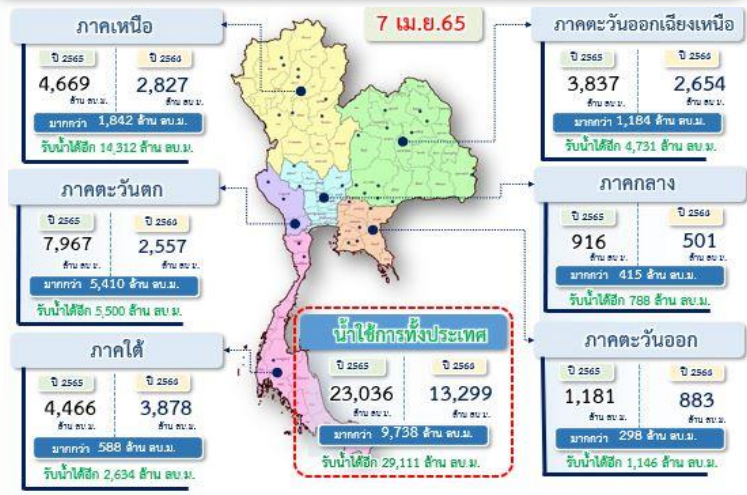 7 เม.ย.65
ภาคเหนือ
ปี 2565 ปี 2564
4,669 2,827
ล้าน ลบ.ม. ล้าน ลบ.ม.
มากกว่า 1,842 ล้าน ลบ.ม.
รับน้ำได้อีก 14,312 ล้าน ลบ.ม.
ภาคตะวันออกเฉียงเหนือ
ปี 2565 ปี 2564
3,837 2,654
ล้าน ลบ.ม. ล้าน ลบ.ม.
มากกว่า 1,184 ล้าน ลบ.ม.
รับน้ำได้อีก 4,731 ล้าน ลบ.ม.
ภาคตะวันตก
ปี 2565 ปี 2564
7,967 2,557
ล้าน ลบ.ม. ล้าน ลบ.ม.
มากกว่า 5,410 ล้าน ลบ.ม.
รับน้ำได้อีก 5,500 ล้าน ลบ.ม.
ภาคกลาง
ปี 2565 ปี 2564
916 501
ล้าน ลบ.ม. ล้าน ลบ.ม.
มากกว่า 415 ล้าน ลบ.ม.
รับน้ำได้อีก 788 ล้าน ลบ.ม.
ภาคใต้
ปี 2565 ปี 2564
4,466 3,878
ล้าน ลบ.ม. ล้าน ลบ.ม.
มากกว่า 588 ล้าน ลบ.ม.
รับน้ำได้อีก 2,634 ล้าน ลบ.ม.
น้ำใช้การทั้งประเทศ
ปี 2565 ปี 2564
23,036 13,299
ล้าน ลบ.ม. ล้าน ลบ.ม.
มากกว่า 9,738 ล้าน ลบ.ม.
รับน้ำได้อีก 29,111 ล้าน ลบ.ม.
ภาคตะวันออก
ปี 2565 ปี 2564
1,181 883
ล้าน ลบ.ม. ล้าน ลบ.ม.
มากกว่า 298 ล้าน ลบ.ม.
รับน้ำได้อีก 1,146 ล้าน ลบ.ม.